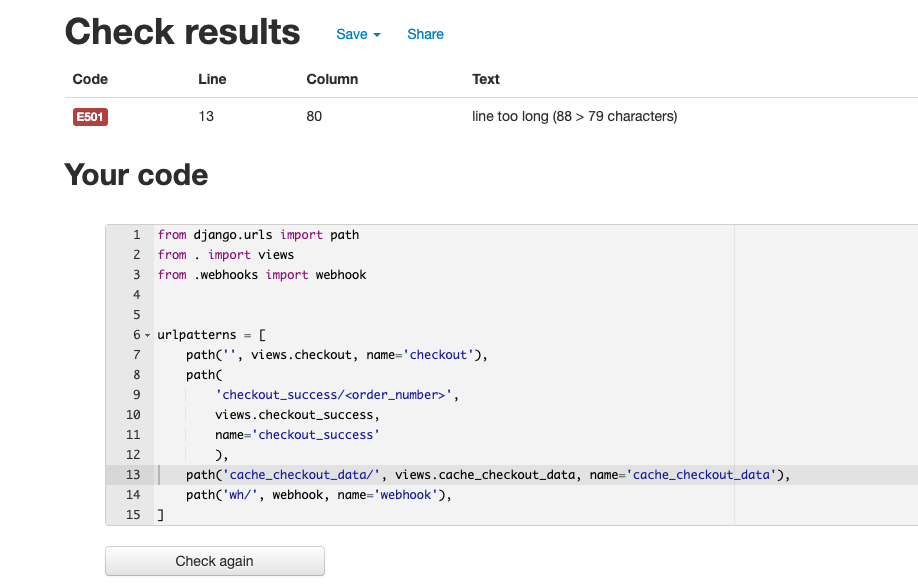 Check results Save Share
Code Line Column Text
E501 13 80 line too long (88 > 79 characters)
Your code
1 from django.urls import path
2 from . import views
3 from .webhooks import webhook
4
5
6 urlpatterns = [
7     path('', views.checkout, name='checkout'),
8     path(
9         'checkout_success/<order_number>',
10         views.checkout_success,
11         name='checkout_success'
12         ),
13     path('cache_checkout_data/', views.cache_checkout_data, name='cache_checkout_data'),
14     path('wh/', webhook, name='webhook'),
15 ]
Check again